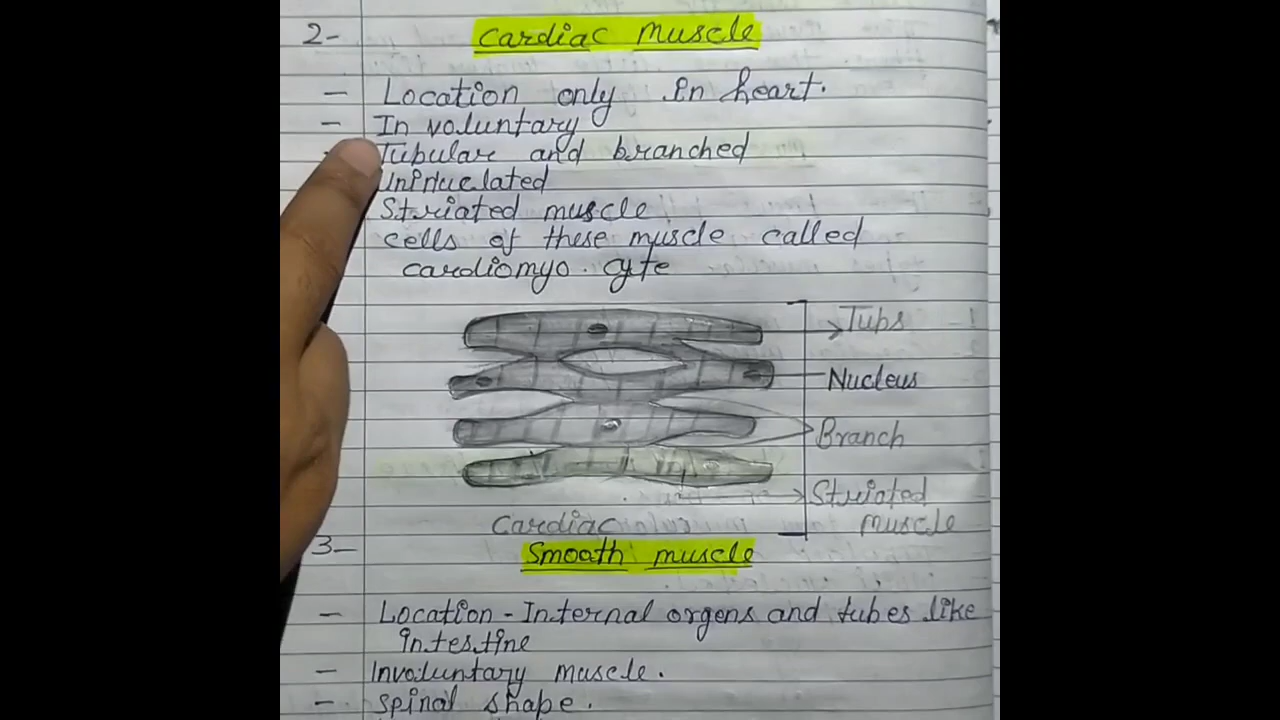 2- Cardiac muscle
- Location only in heart.
- In voluntary
Tubular and branched
Uninuclated
Striated muscle
cells of these muscle called
cardiomyo. cyte
Tubs
Nucleus
Branch
Striated
muscle
Cardiac
3- Smooth muscle
- Location - Internal orgens and tubes like
intestine
- Involuntary muscle.
- spinal shape.